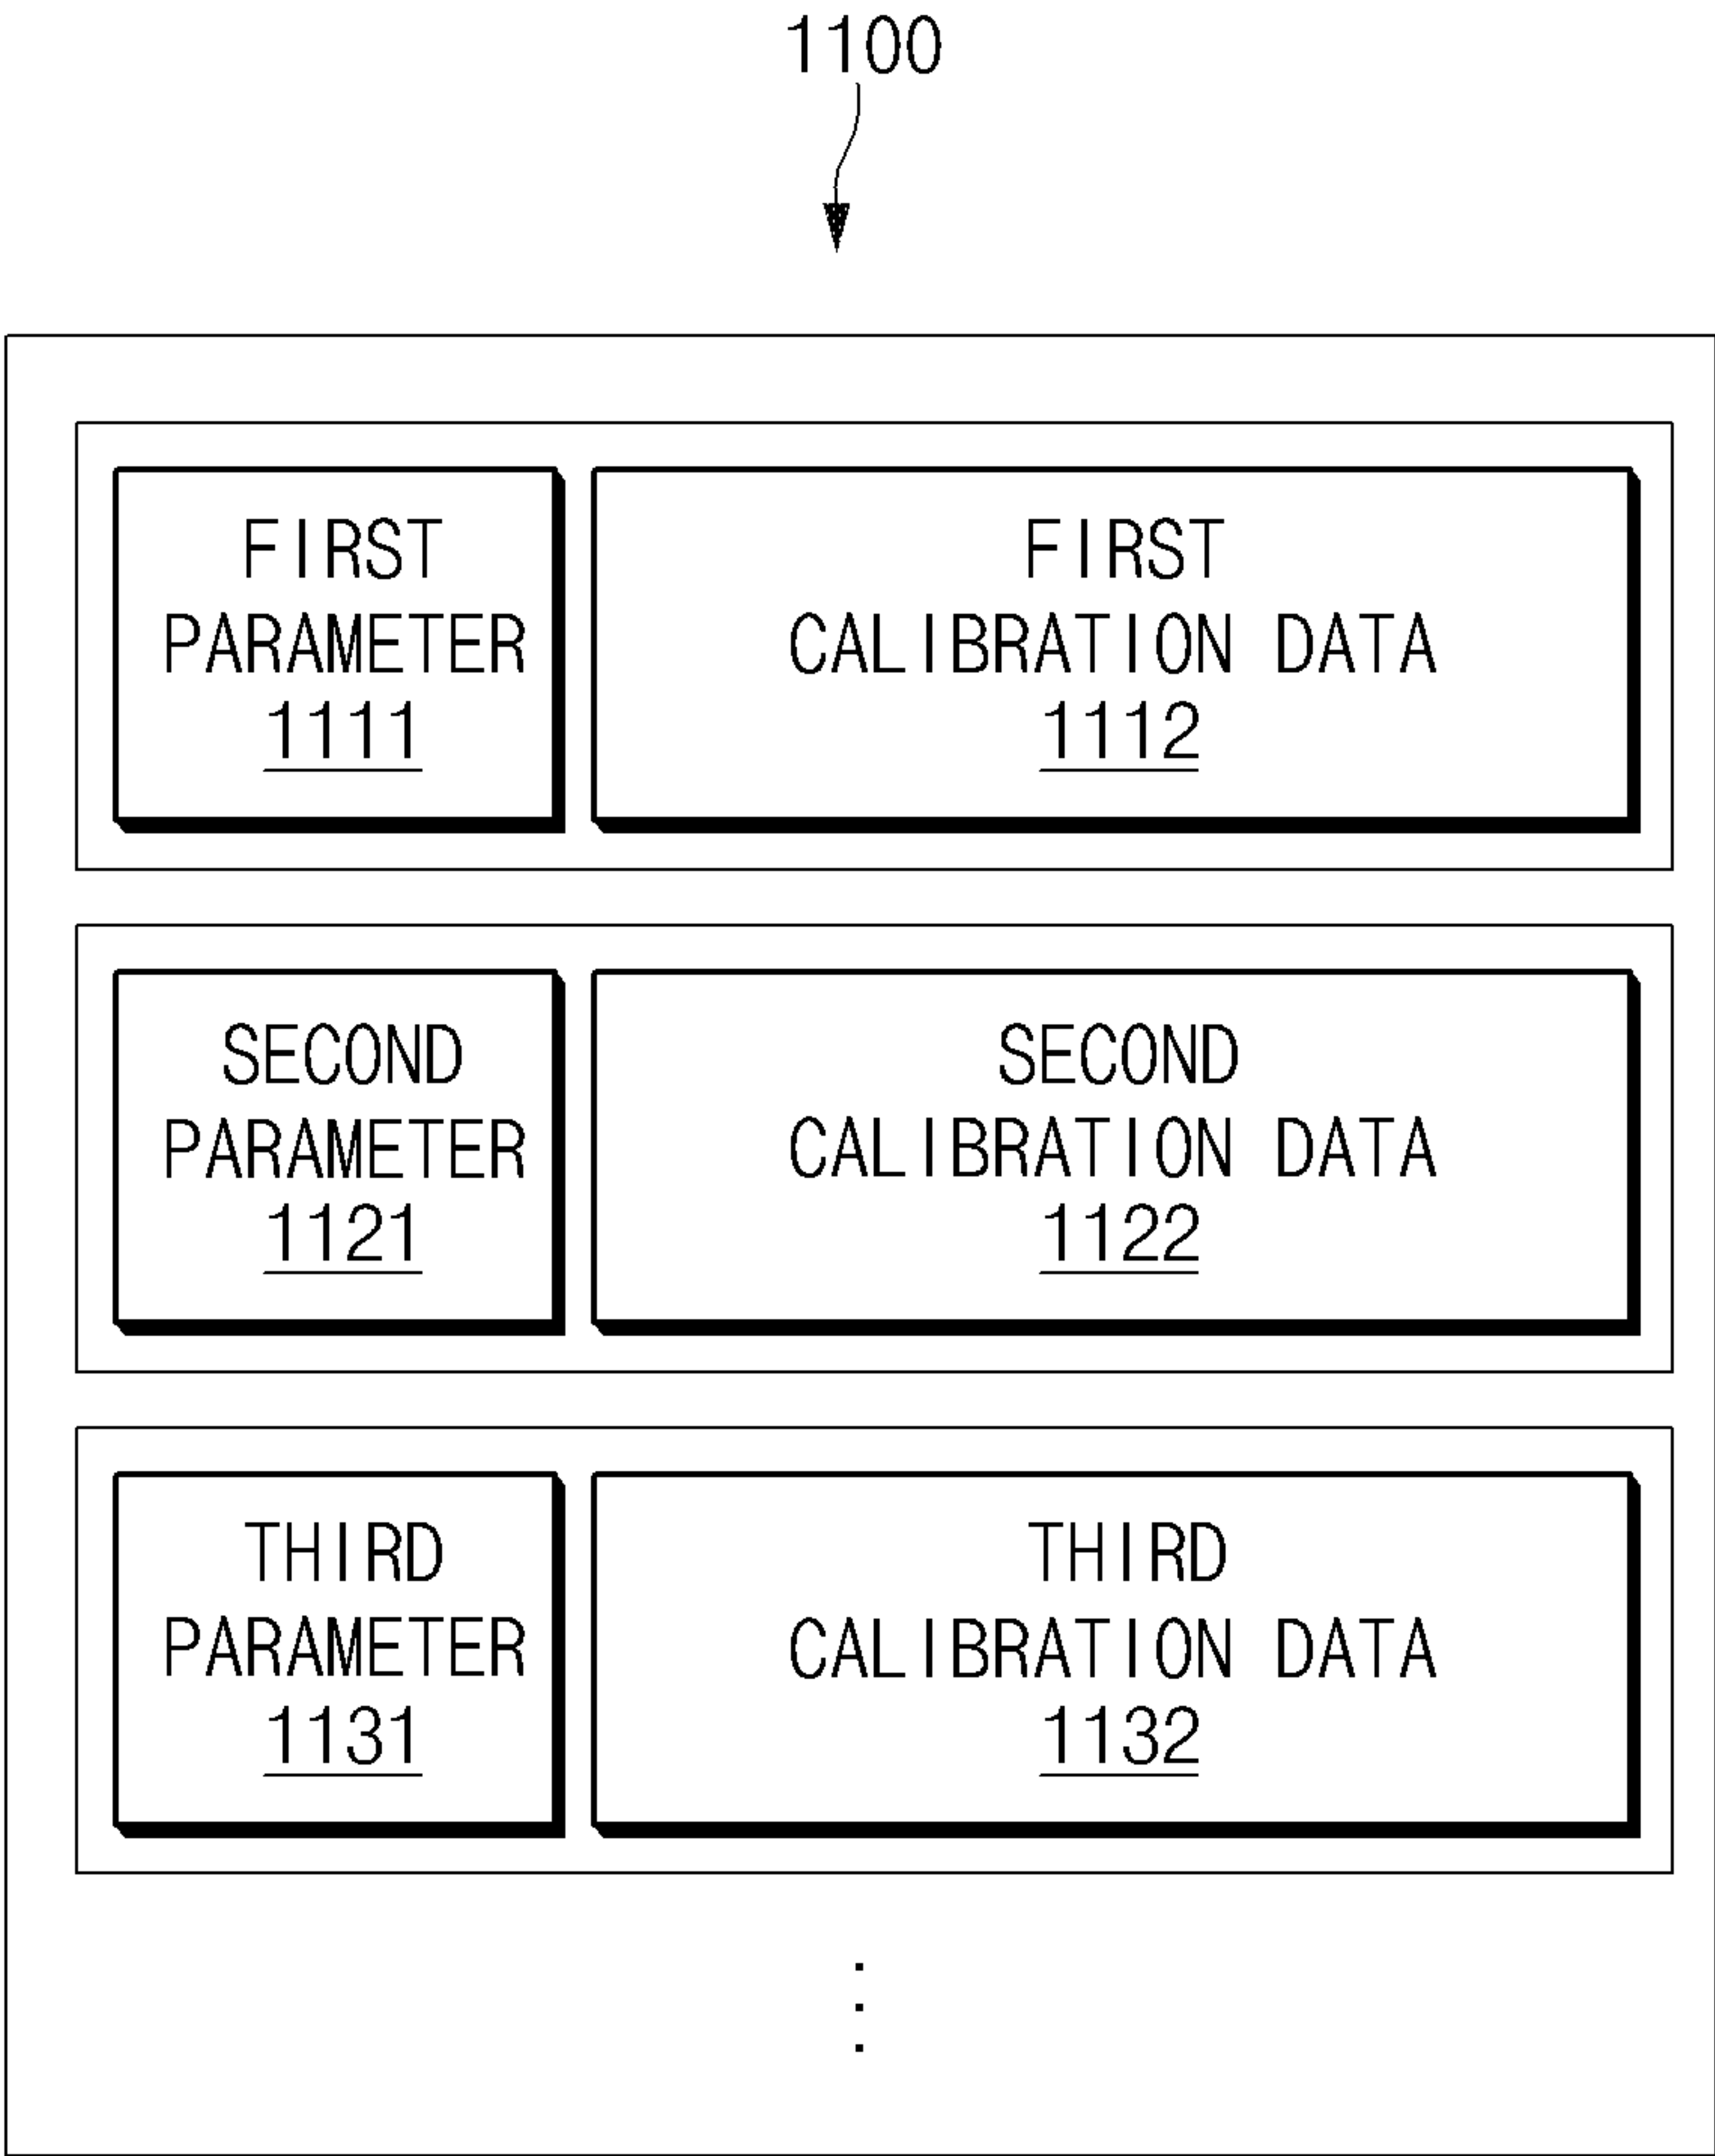 1100
FIRST
PARAMETER
1111
FIRST
CALIBRATION DATA
1112
SECOND
PARAMETER
1121
SECOND
CALIBRATION DATA
1122
THIRD
PARAMETER
1131
THIRD
CALIBRATION DATA
1132